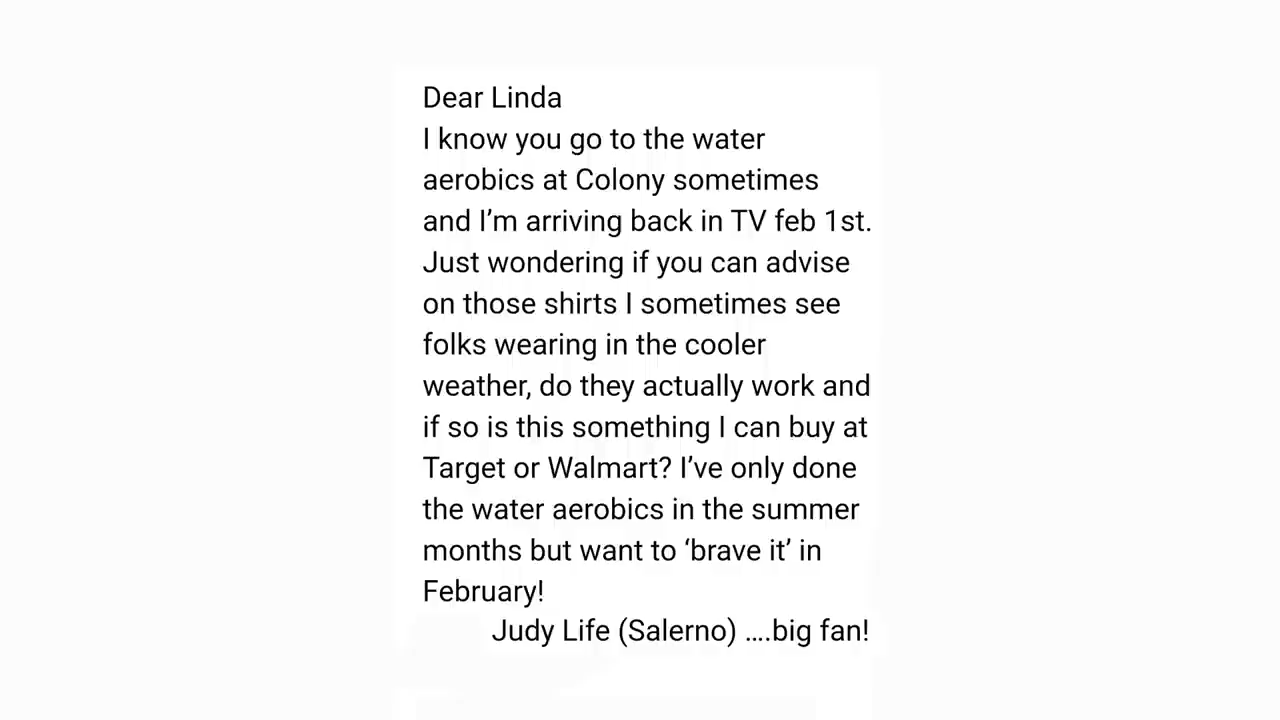 Dear Linda
I know you go to the water
aerobics at Colony sometimes
and I’m arriving back in TV feb 1st.
Just wondering if you can advise
on those shirts I sometimes see
folks wearing in the cooler
weather, do they actually work and
if so is this something I can buy at
Target or Walmart? I’ve only done
the water aerobics in the summer
months but want to ‘brave it’ in
February!
Judy Life (Salerno) ....big fan!